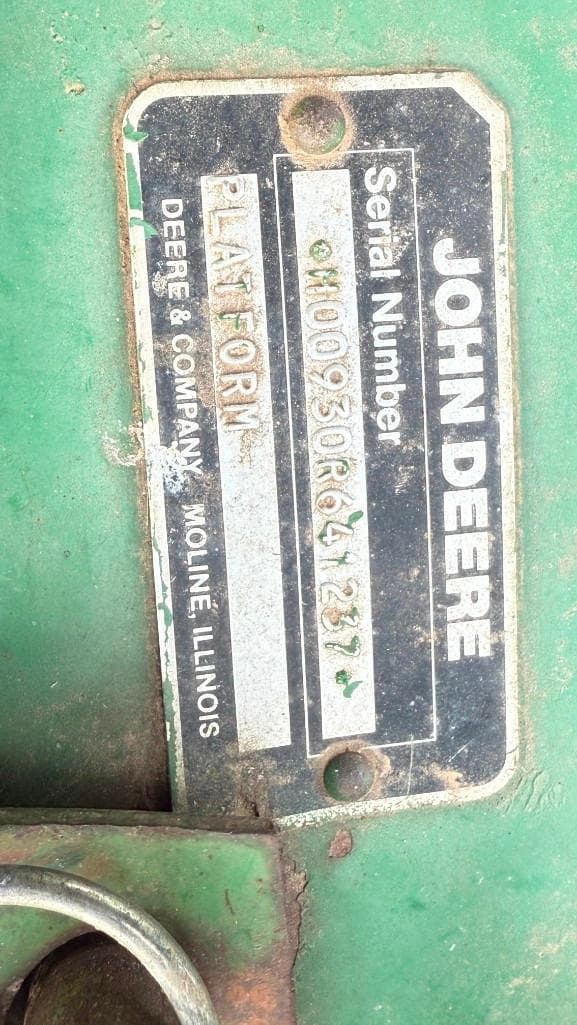 JOHN DEERE
Serial Number
*H00930R641237*
PLATFORM
DEERE & COMPANY MOLINE, ILLINOIS